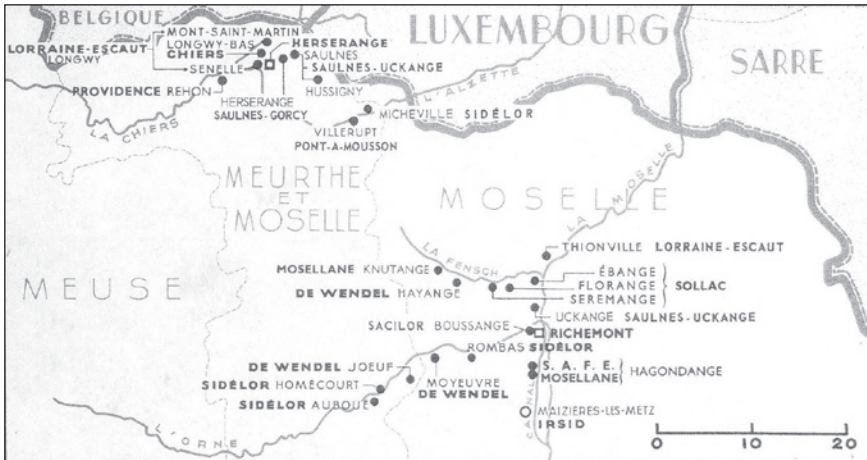 BELGIQUE
LUXEMBOURG
SARRE
MONT-SAINT-MARTIN
LORRAINE-ESCAUT
LONGWY
LONGWY-BAS
CHIERS
SENELLE
HERSERANGE
SAULNES
SAULNES-UCKANGE
HUSSIGNY
PROVIDENCE REHON
HERSERANGE
SAULNES-GORCY
LA CHIERS
L'ALZETTE
MICHEVILLE SIDÉLOR
VILLERUPT
PONT-A-MOUSSON
MEURTHE
ET
MOSELLE
MOSELLE
LA MOSELLE
MEUSE
LA FENSCH
THIONVILLE LORRAINE-ESCAUT
MOSELLANE KNUTANGE
DE WENDEL HAYANGE
ÉBANGE
FLORANGE
SEREMANGE
SOLLAC
UCKANGE SAULNES-UCKANGE
SACILOR BOUSSANGE
RICHEMONT
ROMBAS SIDÉLOR
DE WENDEL JOEUF
MOYEUVRE
DE WENDEL
S.A.F.E.
MOSELLANE
HAGONDANGE
SIDÉLOR HOMÉCOURT
SIDÉLOR AUBOUÉ
CANAL
MAIZIÈRES-LES-METZ
IRSID
L'ORNE
0 10 20